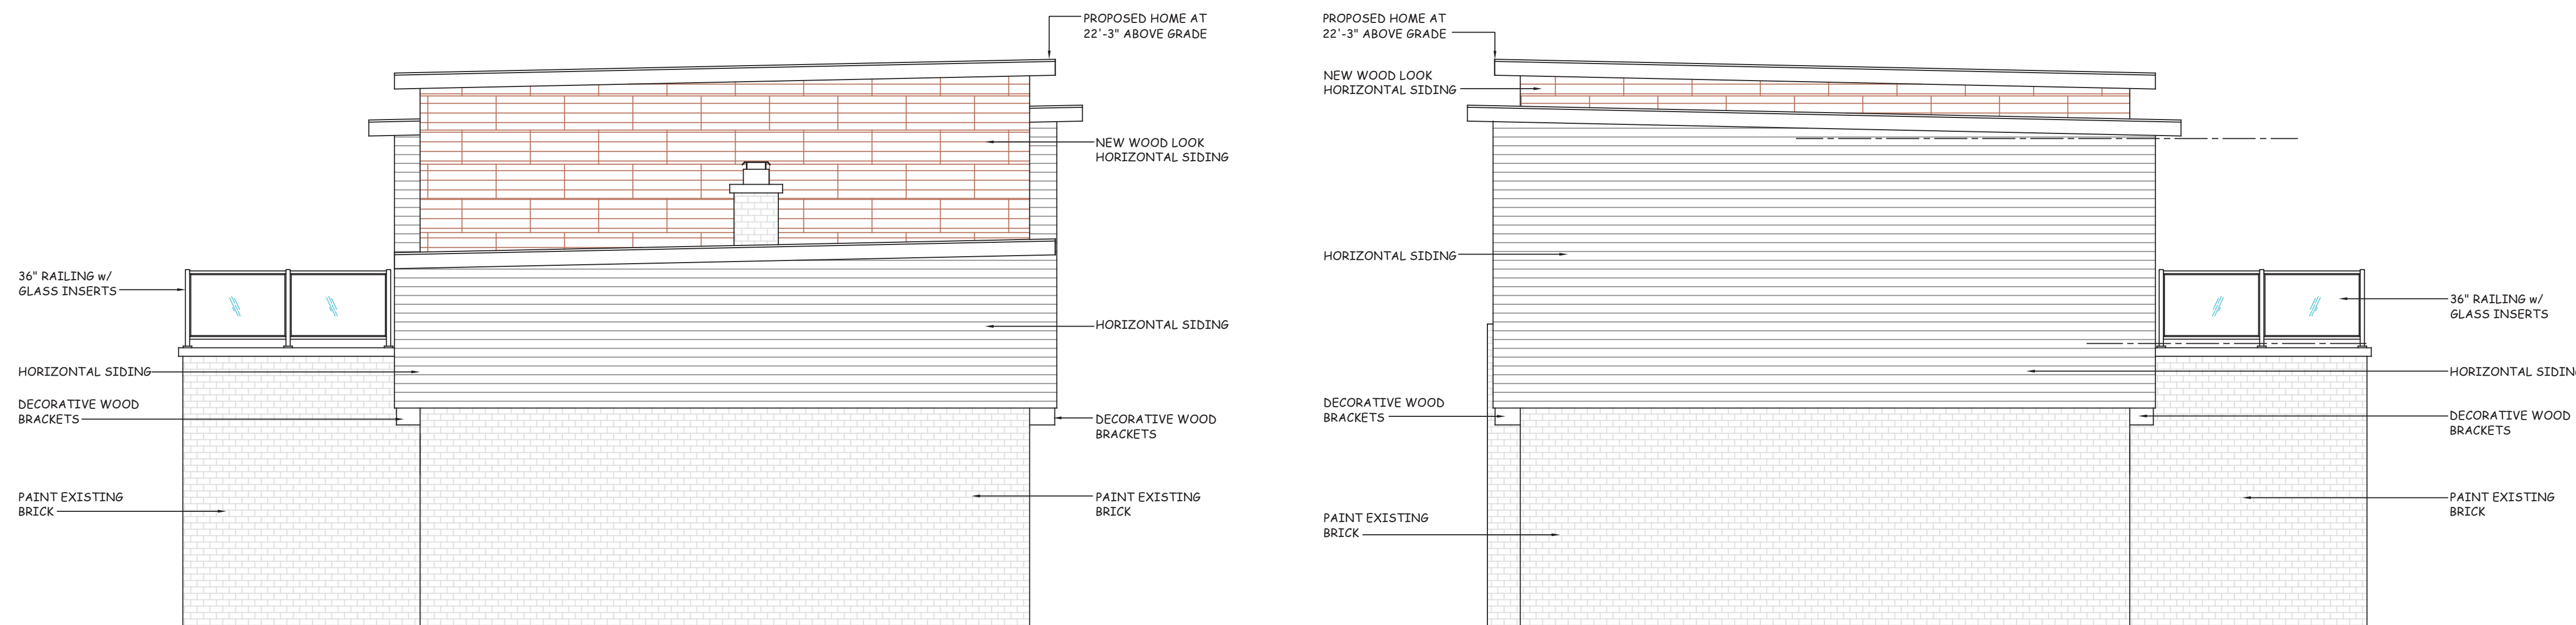 PROPOSED HOME AT
22'-3" ABOVE GRADE
NEW WOOD LOOK
HORIZONTAL SIDING
36" RAILING w/
GLASS INSERTS
HORIZONTAL SIDING
HORIZONTAL SIDING
DECORATIVE WOOD
BRACKETS
DECORATIVE WOOD
BRACKETS
PAINT EXISTING
BRICK
PAINT EXISTING
BRICK
PROPOSED HOME AT
22'-3" ABOVE GRADE
NEW WOOD LOOK
HORIZONTAL SIDING
HORIZONTAL SIDING
36" RAILING w/
GLASS INSERTS
HORIZONTAL SIDIN
DECORATIVE WOOD
BRACKETS
DECORATIVE WOOD
BRACKETS
PAINT EXISTING
BRICK
PAINT EXISTING
BRICK